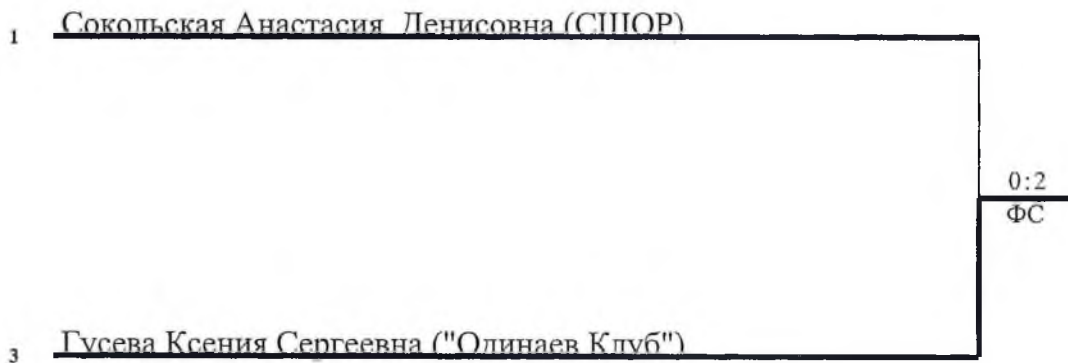 1 Сокольская Анастасия Денисовна (СШОР)
0:2
ФС
3 Гусева Ксения Сергеевна ("Одинаев Клуб")